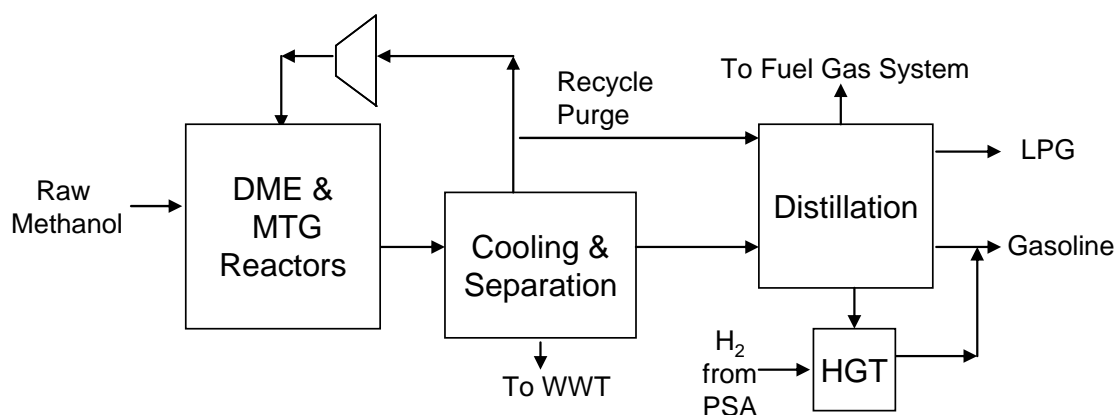 To Fuel Gas System
Recycle
Purge
LPG
Raw
Methanol
DME &
MTG
Reactors
Cooling &
Separation
Distillation
Gasoline
To WWT
H2
from
PSA
HGT